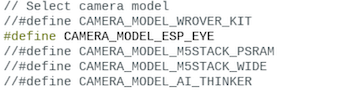 // Select camera model
//#define CAMERA_MODEL_WROVER_KIT
#define CAMERA_MODEL_ESP_EYE
//#define CAMERA_MODEL_M5STACK_PSRAM
//#define CAMERA_MODEL_M5STACK_WIDE
//#define CAMERA_MODEL_AI_THINKER